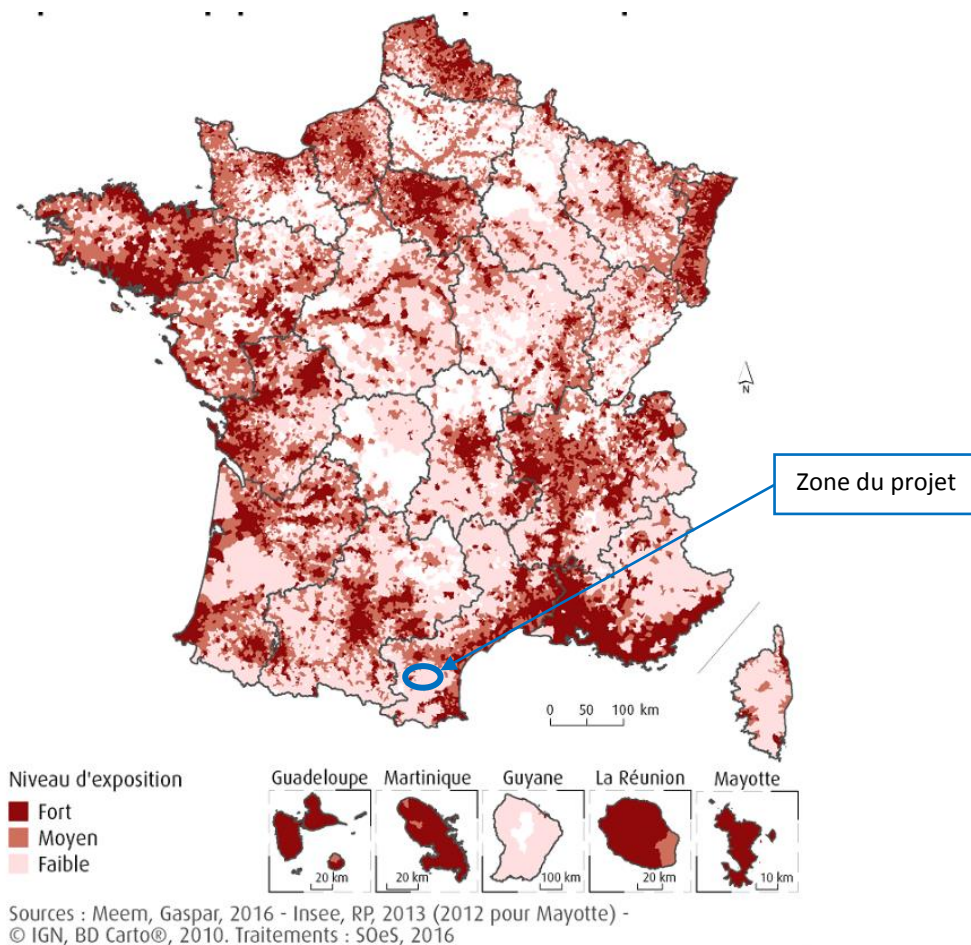 N
Zone du projet
0 50 100 km
Niveau d'exposition
Fort
Moyen
Faible
Guadeloupe
20 km
Martinique
20 km
Guyane
100 km
La Réunion
20 km
Mayotte
10 km
Sources : Meem, Gaspar, 2016 - Insee, RP, 2013 (2012 pour Mayotte) -
© IGN, BD Carto®, 2010. Traitements : SOeS, 2016